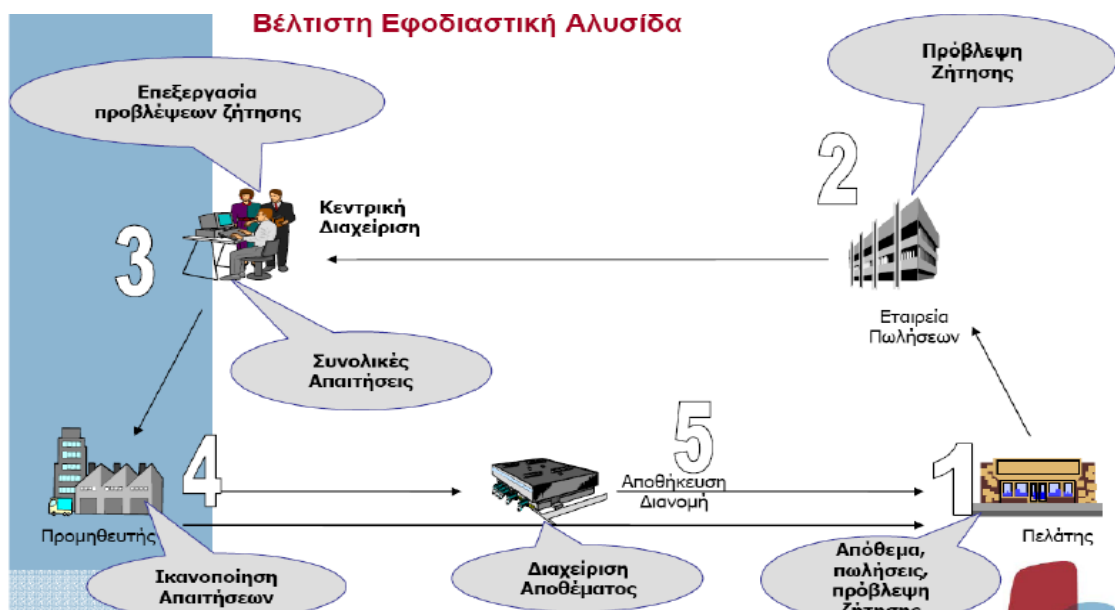 Βέλτιστη Εφοδιαστική Αλυσίδα
Πρόβλεψη
Ζήτησης
Επεξεργασία
προβλέψεων ζήτησης
2
Κεντρική
Διαχείριση
3
Εταιρεία
Πωλήσεων
Συνολικές
Απαιτήσεις
4
5
1
Αποθήκευση
Διανομή
Προμηθευτής
Πελάτης
Ικανοποίηση
Απαιτήσεων
Διαχείριση
Αποθέματος
Απόθεμα,
πωλήσεις,
πρόβλεψη
ζήτησης